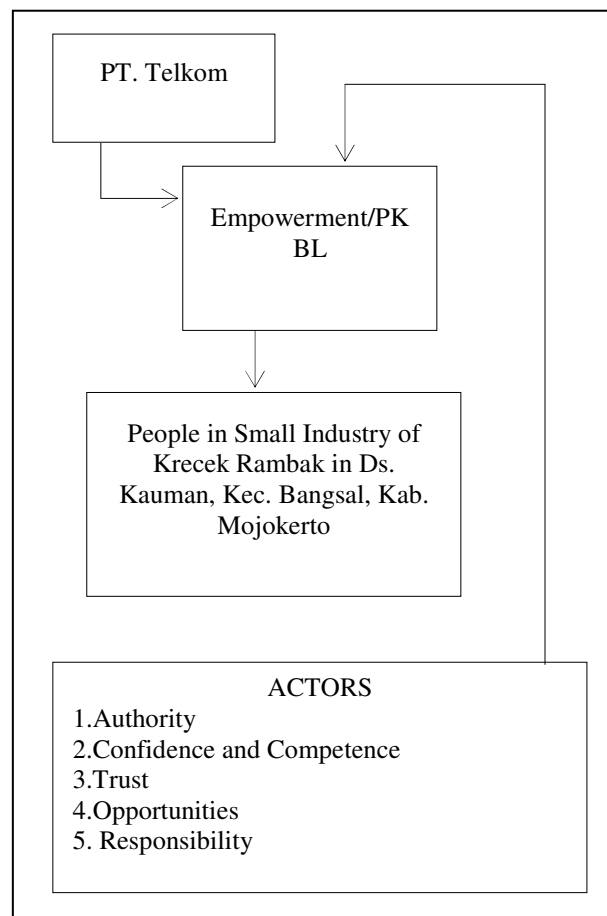 PT. Telkom
Empowerment/PK
BL
People in Small Industry of
Krecek Rambak in Ds.
Kauman, Kec. Bangsal, Kab.
Mojokerto
ACTORS
1.Authority
2.Confidence and Competence
3.Trust
4.Opportunities
5. Responsibility